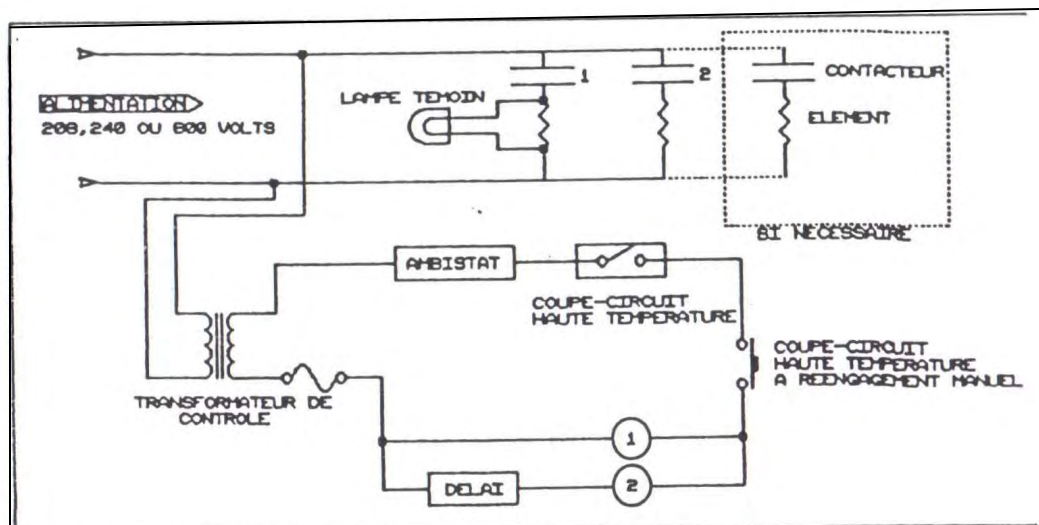 1
2
CONTACTEUR
LAMPE TEMOIN
ALIMENTATION
208,240 OU 600 VOLTS
ELEMENT
SI NECESSAIRE
AMBISTAT
COUPE-CIRCUIT
HAUTE TEMPERATURE
COUPE-CIRCUIT
HAUTE TEMPERATURE
A REENGAGEMENT MANUEL
TRANSFORMATEUR DE
CONTROLE
1
DELAI
2